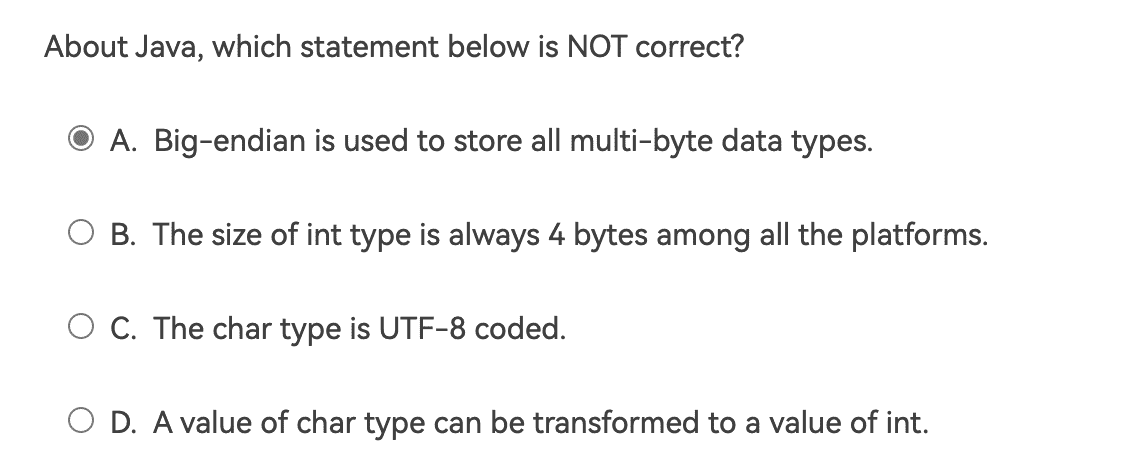 About Java, which statement below is NOT correct?
A. Big-endian is used to store all multi-byte data types.
B. The size of int type is always 4 bytes among all the platforms.
C. The char type is UTF-8 coded.
D. A value of char type can be transformed to a value of int.